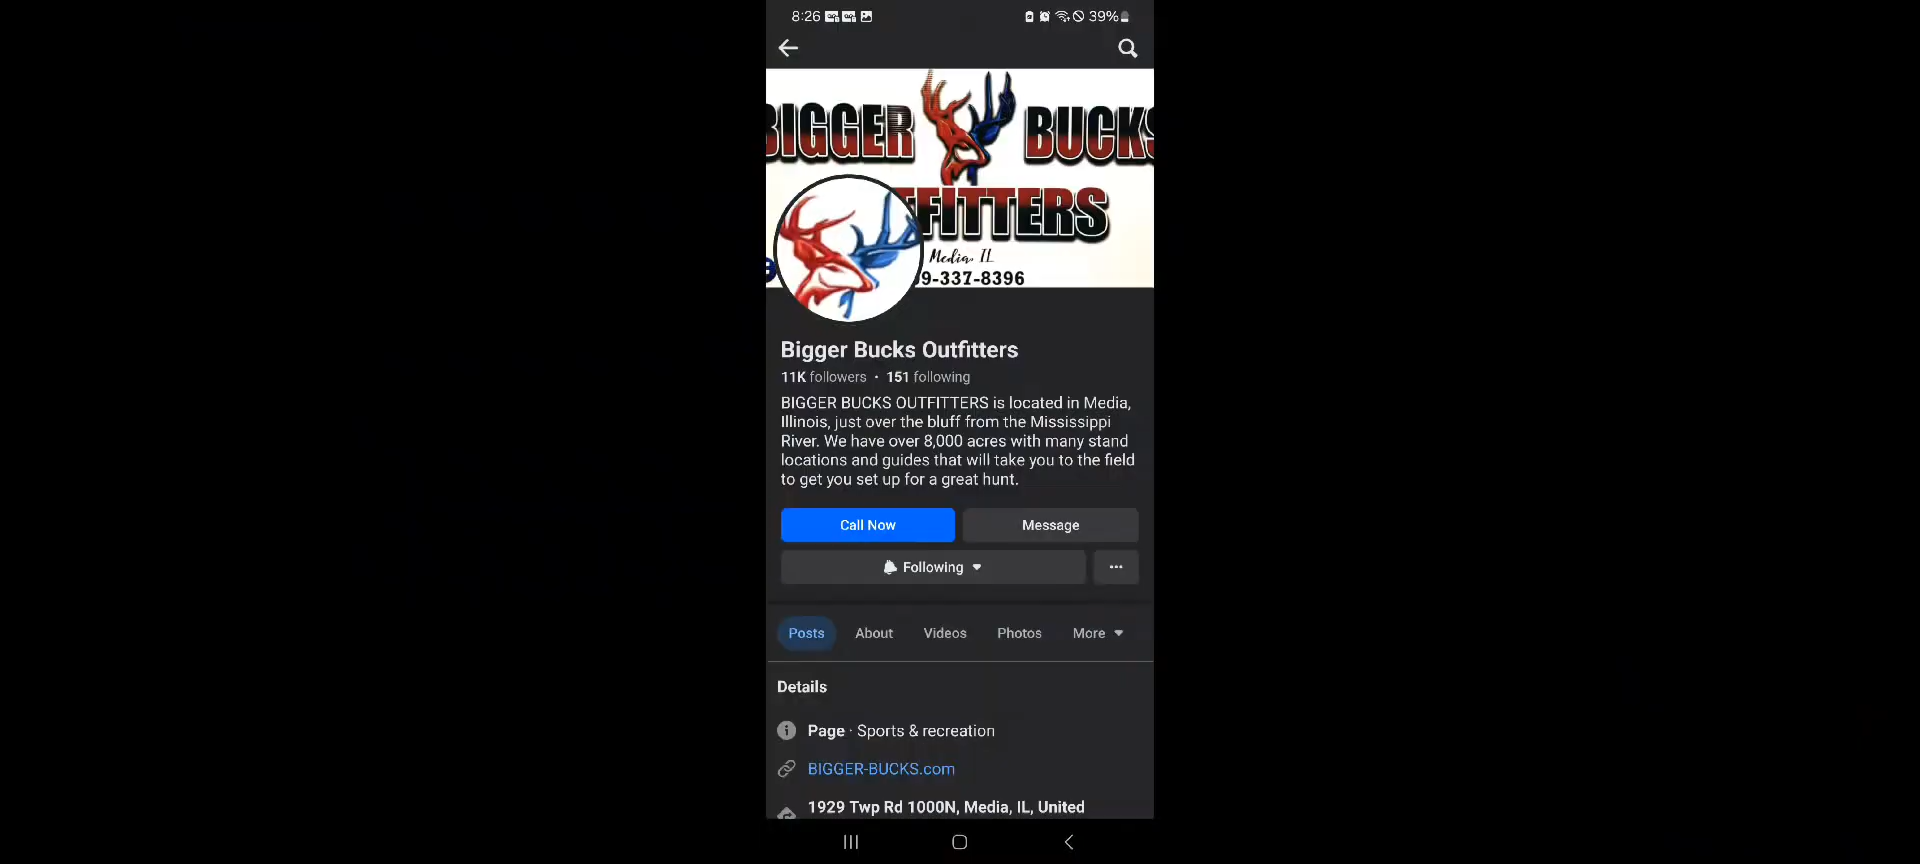 8:26
39%
BIGGER BUCKS
FITTERS
Media, IL
9-337-8396
Bigger Bucks Outfitters
11K followers · 151 following
BIGGER BUCKS OUTFITTERS is located in Media,
Illinois, just over the bluff from the Mississippi
River. We have over 8,000 acres with many stand
locations and guides that will take you to the field
to get you set up for a great hunt.
Call Now
Message
Following
Posts
About
Videos
Photos
More
Details
Page · Sports & recreation
BIGGER-BUCKS.com
1929 Twp Rd 1000N, Media, IL, United